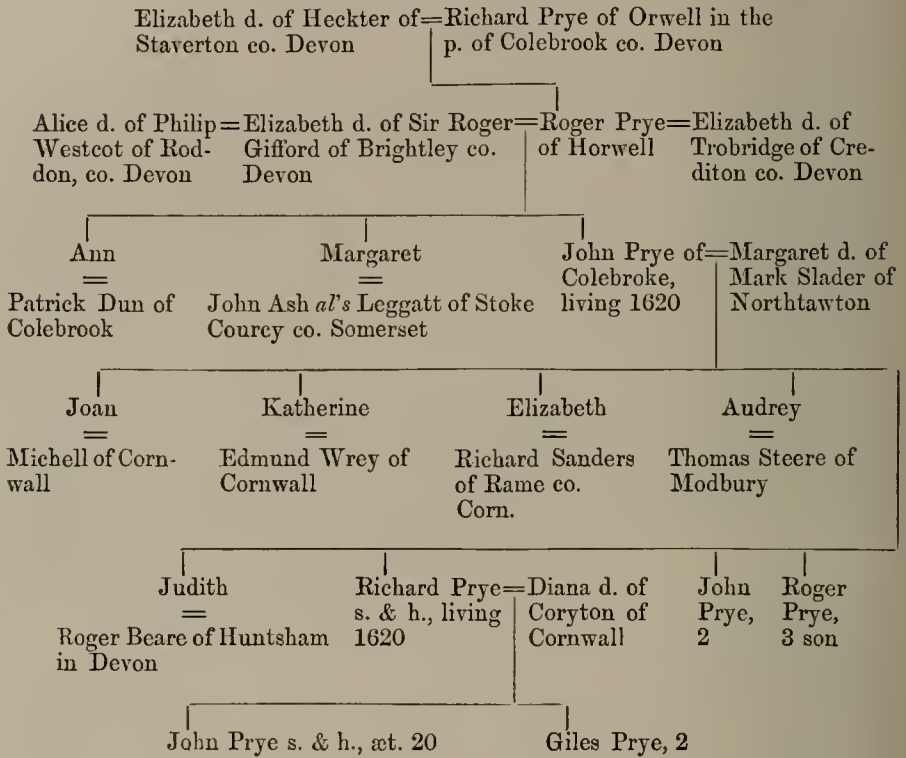 Elizabeth d. of Heckter of=Richard Prye of Orwell in the
Staverton co. Devon
p. of Colebrook co. Devon
Alice d. of Philip=Elizabeth d. of Sir Roger=Roger Prye=Elizabeth d. of
Westcot of Rod-
don, co. Devon
Gifford of Brightley co.
Devon
of Horwell
Trobridge of Cre-
diton co. Devon
Ann
=
Patrick Dun of
Colebrook
Margaret
=
John Ash al's Leggatt of Stoke
Courcy co. Somerset
John Prye of=Margaret d. of
Colebroke,
living 1620
Mark Slader of
Northtawton
Joan
=
Michell of Corn-
wall
Katherine
=
Edmund Wrey of
Cornwall
Elizabeth
=
Richard Sanders
of Rame co.
Corn.
Audrey
=
Thomas Steere of
Modbury
Judith
=
Roger Beare of Huntsham
in Devon
Richard Prye=Diana d. of
s. & h., living
1620
Coryton of
Cornwall
John
Prye,
2
Roger
Prye,
3 son
John Prye s. & h., æt. 20
Giles Prye, 2